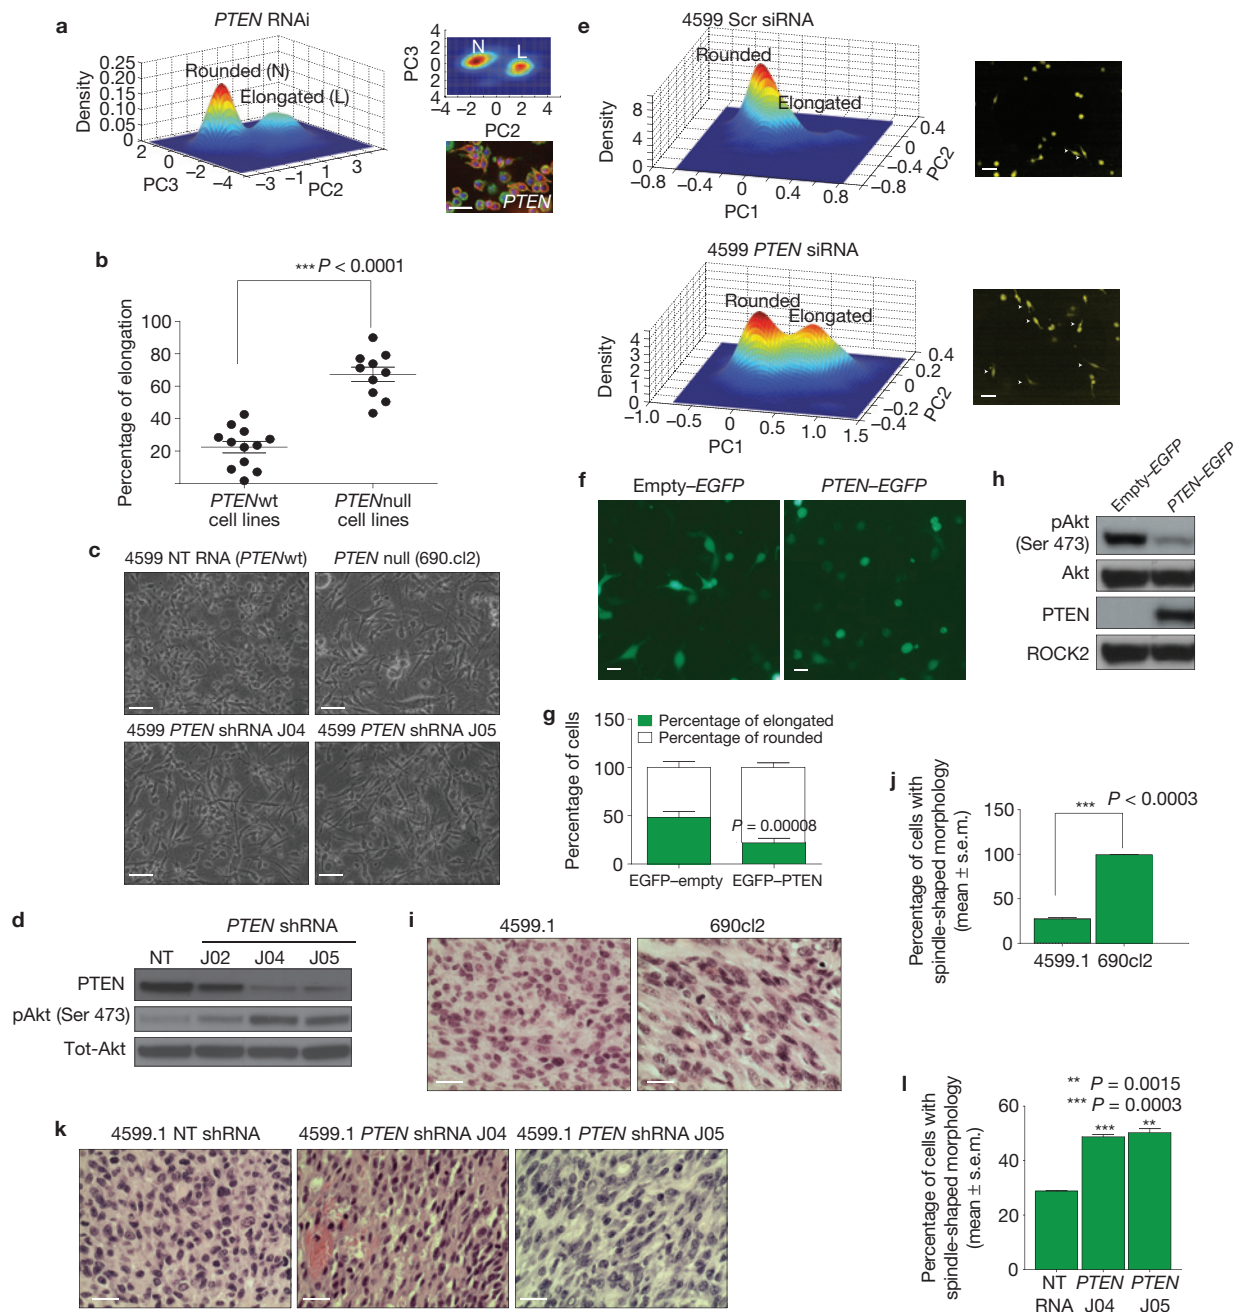 a
PTEN RNAi
0.25
0.20
0.15
0.10
0.05
0
Density
Rounded (N)
Elongated (L)
2
0
−2
−4
PC3
−3
−1
1
3
PC2
4
2
0
2
4
PC3
N
L
−4
−2
0
2
4
PC2
PTEN
b
*** P < 0.0001
Percentage of elongation
100
80
60
40
20
PTENwt
cell lines
PTENnull
cell lines
c
4599 NT RNA (PTENwt)
PTEN null (690.cl2)
4599 PTEN shRNA J04
4599 PTEN shRNA J05
d
PTEN shRNA
NT
J02
J04
J05
PTEN
pAkt (Ser 473)
Tot-Akt
e
4599 Scr siRNA
Rounded
Elongated
Density
8
6
4
2
0
−0.8
−0.4
0
0.4
0.8
PC1
0.4
0
−0.4
−0.8
PC2
4599 PTEN siRNA
Rounded
Elongated
Density
4
3
2
1
0
−1.0
−0.5
0
0.5
1.0
1.5
PC1
0.4
0.2
0
−0.2
−0.4
PC2
f
Empty–EGFP
PTEN–EGFP
g
Percentage of cells
150
100
50
0
Percentage of elongated
Percentage of rounded
P = 0.00008
EGFP–empty
EGFP–PTEN
h
Empty–EGFP
PTEN–EGFP
pAkt
(Ser 473)
Akt
PTEN
ROCK2
i
4599.1
690cl2
j
Percentage of cells with
spindle-shaped morphology
(mean ± s.e.m.)
*** P < 0.0003
150
100
50
0
4599.1
690cl2
k
4599.1 NT shRNA
4599.1 PTEN shRNA J04
4599.1 PTEN shRNA J05
l
** P = 0.0015
*** P = 0.0003
Percentage of cells with
spindle-shaped morphology
(mean ± s.e.m.)
60
40
20
0
***
**
NT
RNA
PTEN
J04
PTEN
J05